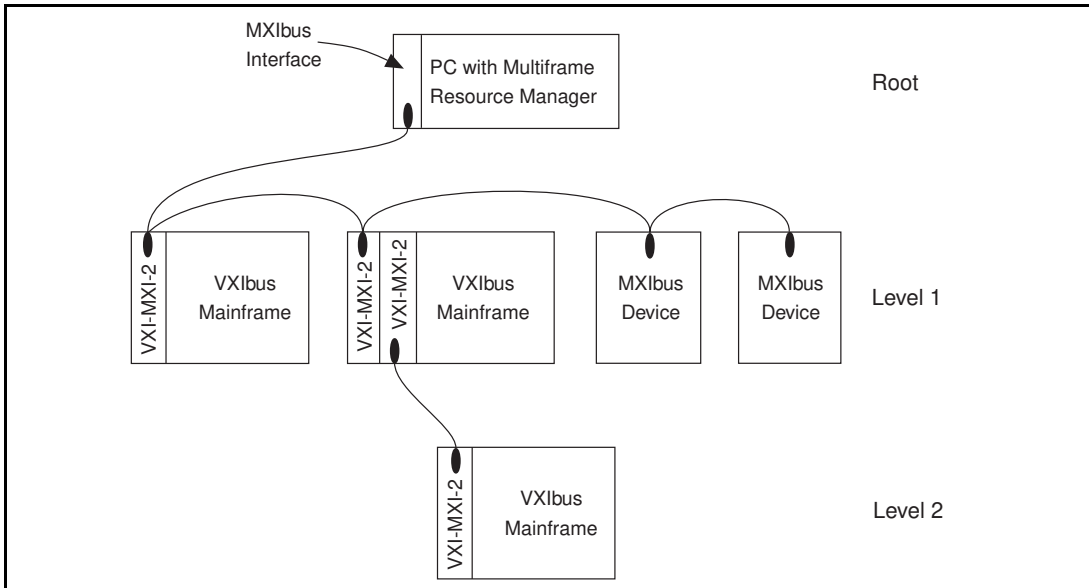 MXIbus
Interface
PC with Multiframe
Resource Manager
Root
VXI-MXI-2
VXIbus
Mainframe
VXI-MXI-2
VXI-MXI-2
VXIbus
Mainframe
MXIbus
Device
MXIbus
Device
Level 1
VXI-MXI-2
VXIbus
Mainframe
Level 2